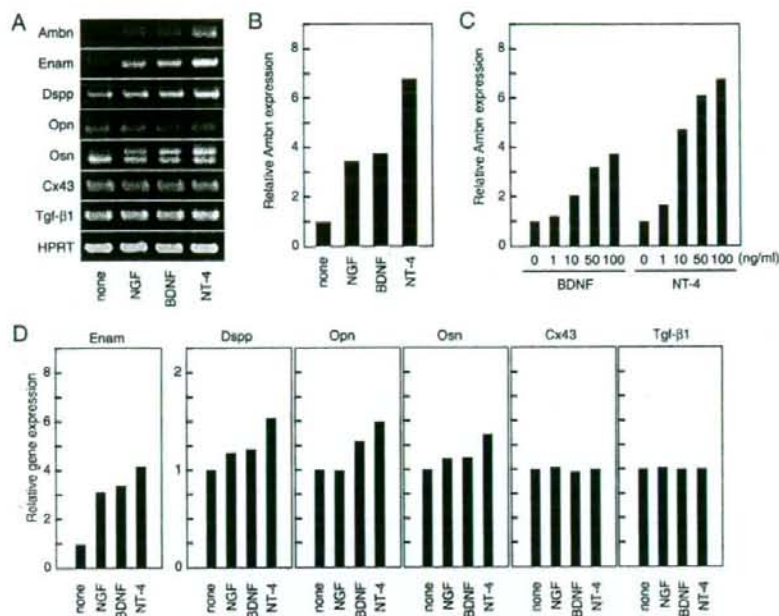 A
Ambn
Enam
Dspp
Opn
Osn
Cx43
Tgf-β1
HPRT
none
NGF
BDNF
NT-4
B
Relative Ambn expression
8
6
4
2
0
none
NGF
BDNF
NT-4
C
Relative Ambn expression
8
6
4
2
0
0 1 10 50 100 0 1 10 50 100 (ng/ml)
BDNF NT-4
D
Enam Dspp Opn Osn Cx43 Tgf-β1
Relative gene expression
8
6
4
2
0
2
1
0
none
NGF
BDNF
NT-4
none
NGF
BDNF
NT-4
none
NGF
BDNF
NT-4
none
NGF
BDNF
NT-4
none
NGF
BDNF
NT-4
none
NGF
BDNF
NT-4